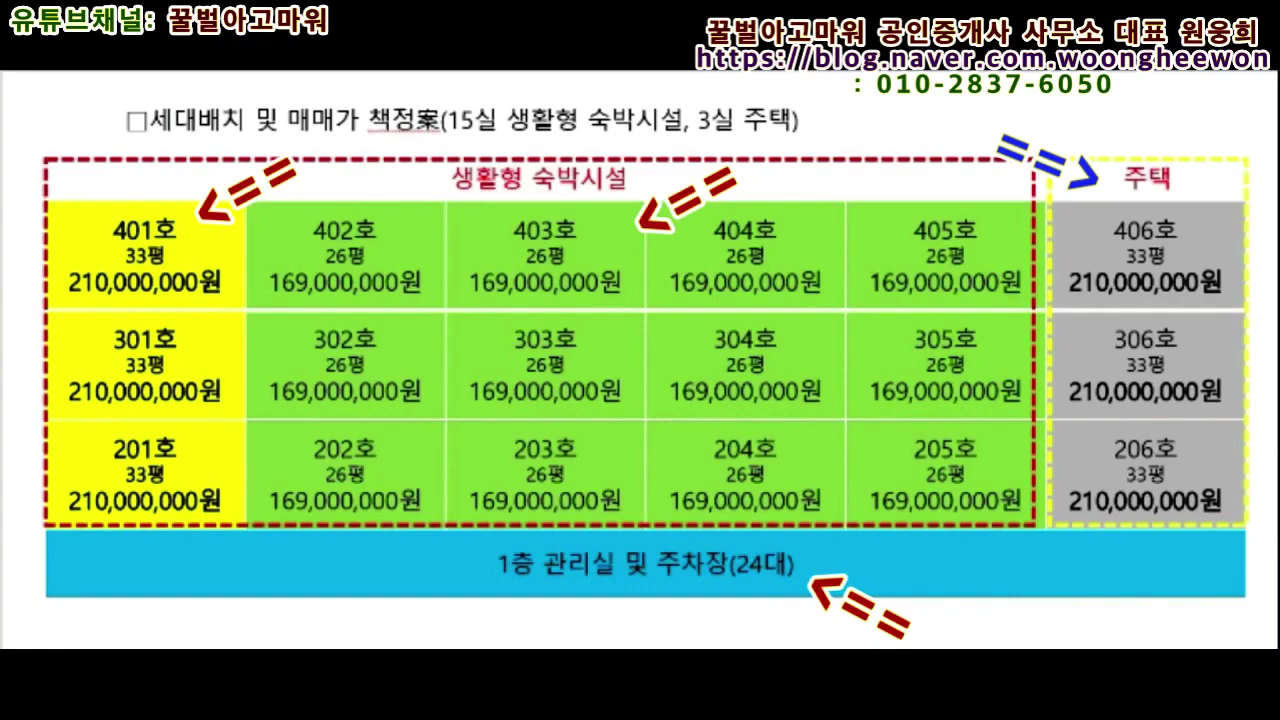 유튜브채널: 꿀벌아고마워
꿀벌아고마워 공인중개사 사무소 대표 원웅희
https://blog.naver.com.woongheewon
: 010-2837-6050
□세대배치 및 매매가 책정案(15실 생활형 숙박시설, 3실 주택)
생활형 숙박시설 주택
401호 402호 403호 404호 405호 406호
33평 26평 26평 26평 26평 33평
210,000,000원 169,000,000원 169,000,000원 169,000,000원 169,000,000원 210,000,000원
301호 302호 303호 304호 305호 306호
33평 26평 26평 26평 26평 33평
210,000,000원 169,000,000원 169,000,000원 169,000,000원 169,000,000원 210,000,000원
201호 202호 203호 204호 205호 206호
33평 26평 26평 26평 26평 33평
210,000,000원 169,000,000원 169,000,000원 169,000,000원 169,000,000원 210,000,000원
1층 관리실 및 주차장(24대)